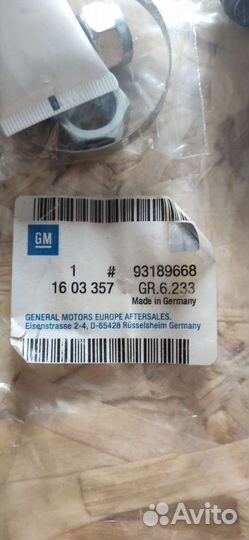 GM
1 # 93189668
16 03 357 GR.6.233
Made in Germany
GENERAL MOTORS EUROPE AFTERSALES.
Eisenstrasse 2-4, D-65428 Rüsselsheim Germany
Avito